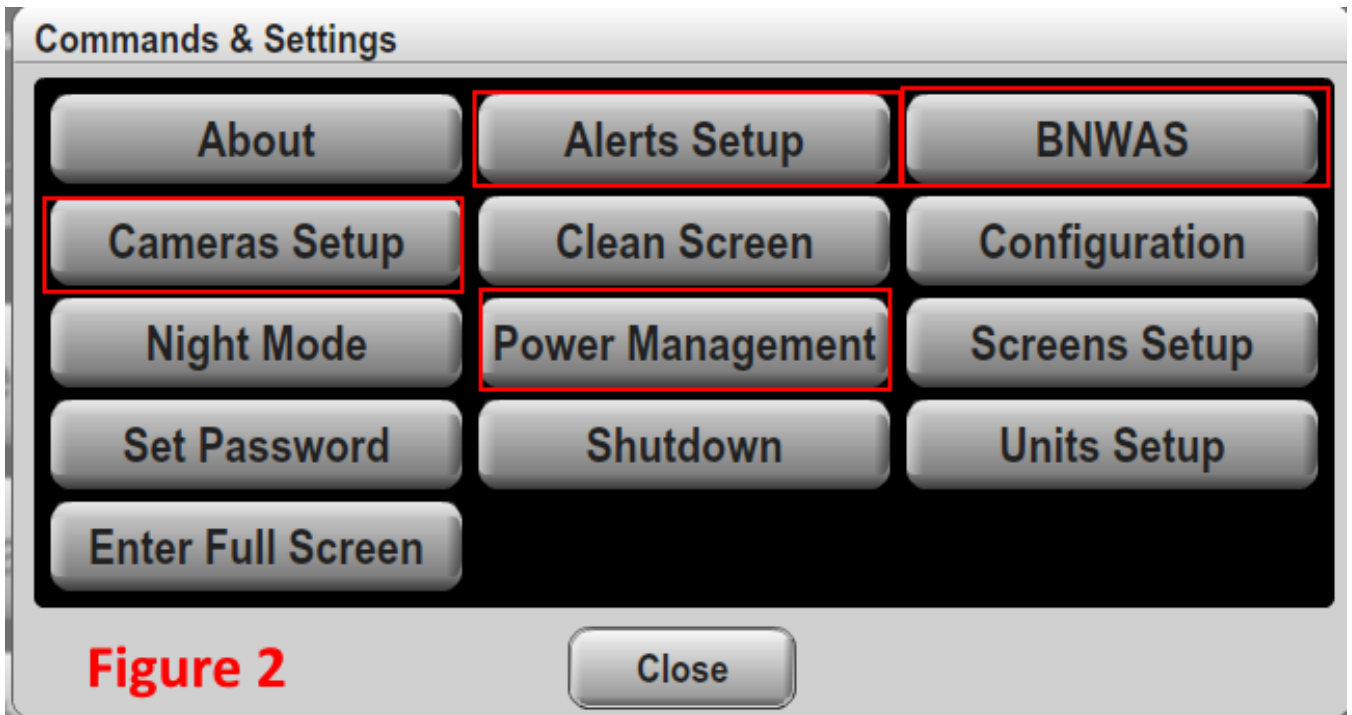 Commands & Settings
About
Alerts Setup
BNWAS
Cameras Setup
Clean Screen
Configuration
Night Mode
Power Management
Screens Setup
Set Password
Shutdown
Units Setup
Enter Full Screen
Figure 2
Close